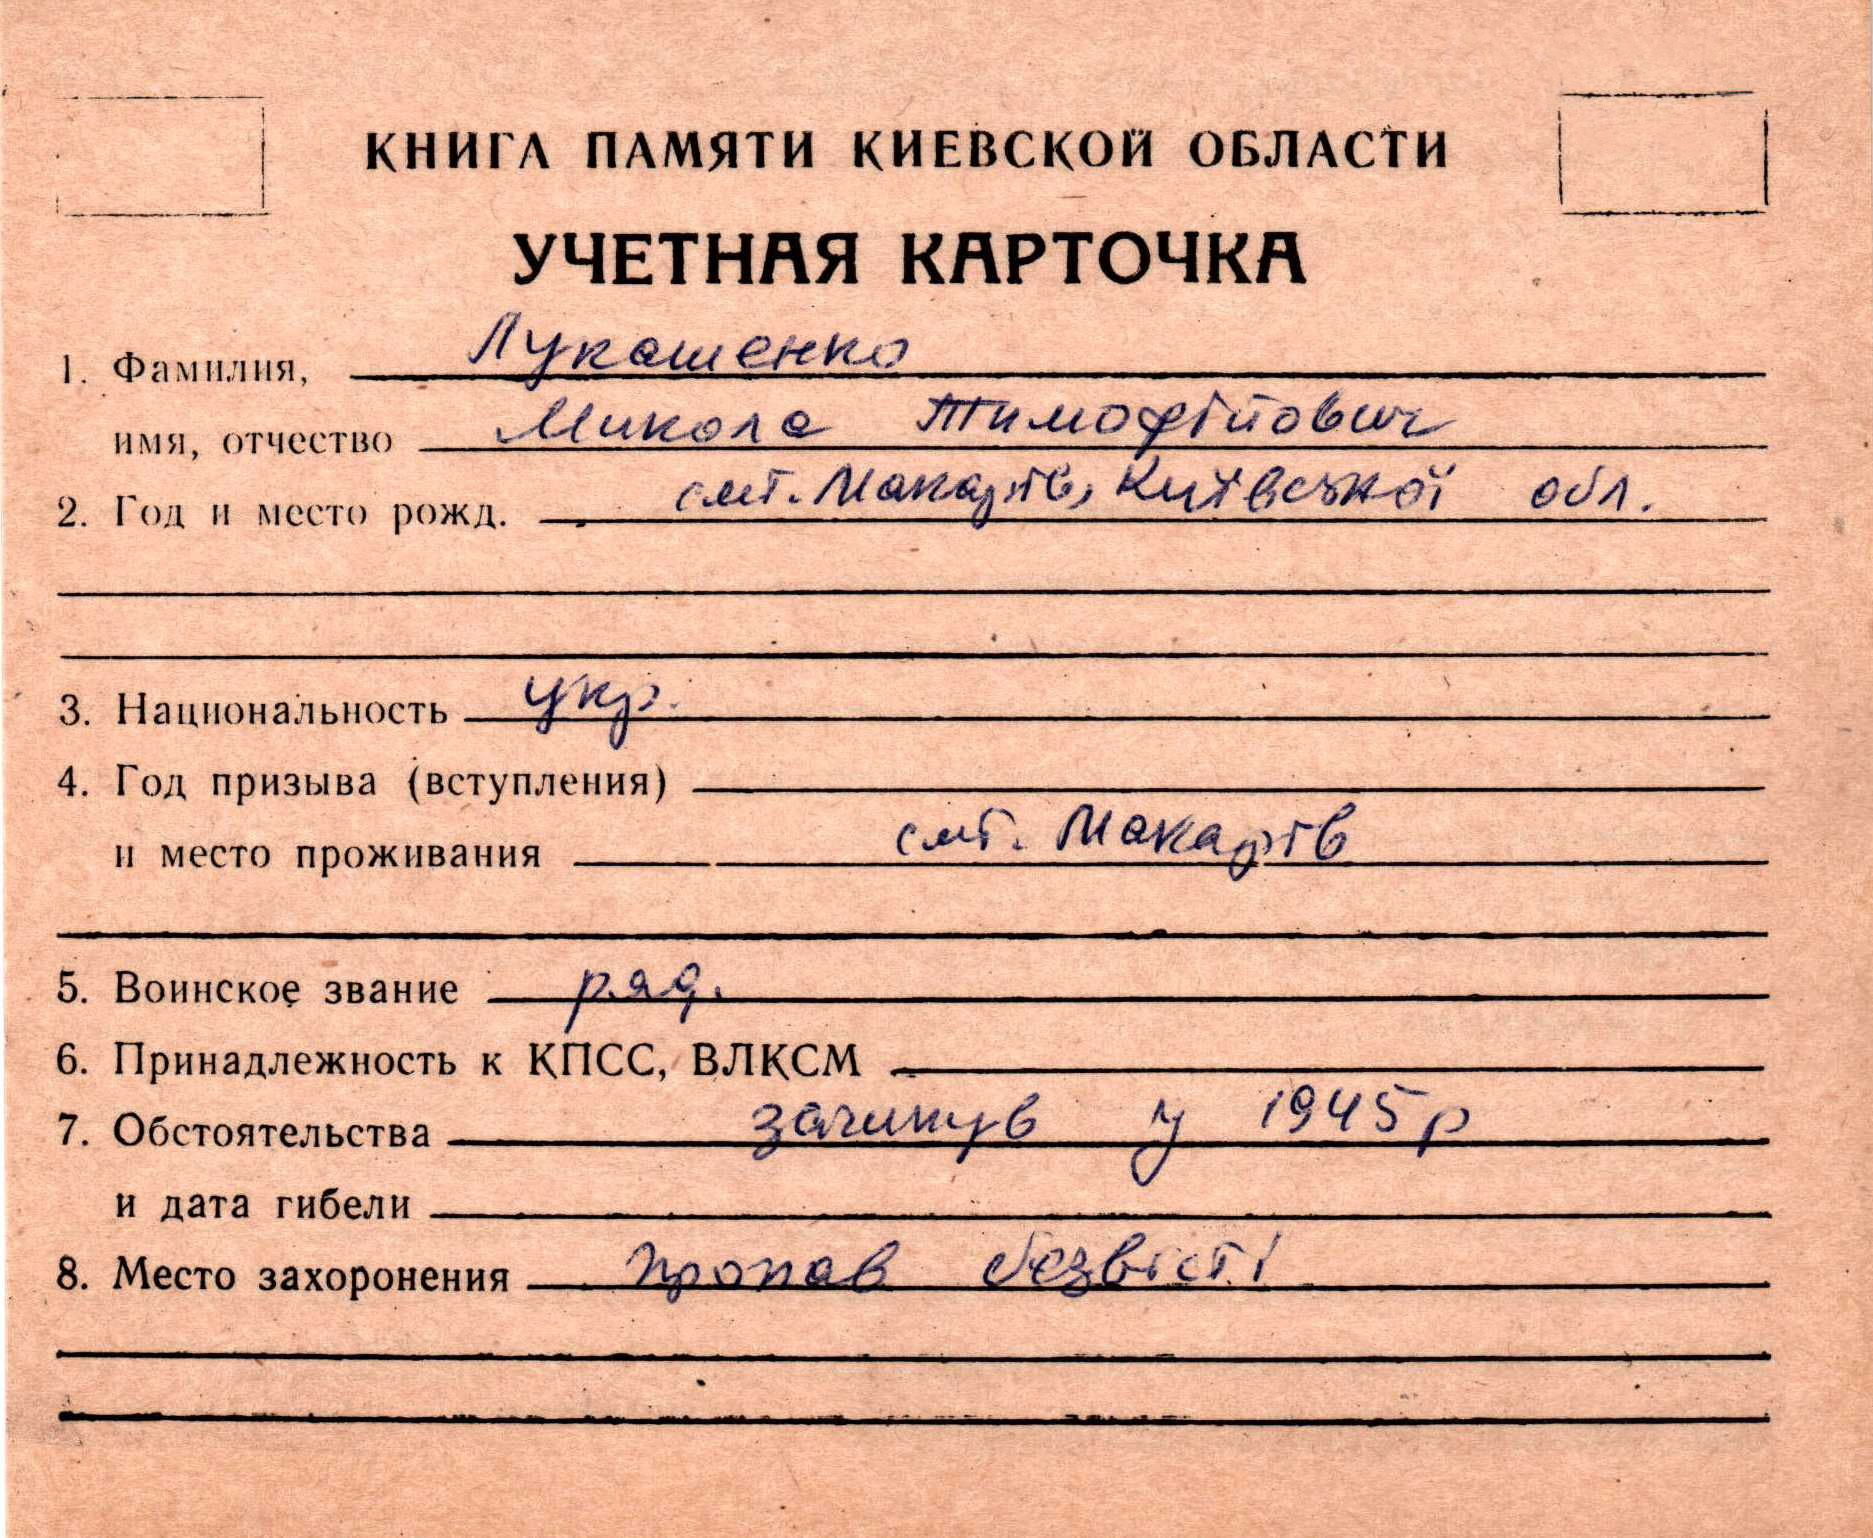 КНИГА ПАМЯТИ КИЕВСКОЙ ОБЛАСТИ
УЧЕТНАЯ КАРТОЧКА
1. Фамилия, Лукашенко
имя, отчество Микола Тимофійович
2. Год и место рожд. смт. Макарів, Київської обл.
3. Национальность укр.
4. Год призыва (вступления)
и место проживания смт. Макарів
5. Воинское звание ряд.
6. Принадлежность к КПСС, ВЛКСМ
7. Обстоятельства загинув у 1945р
и дата гибели
8. Место захоронения пропав безвісті